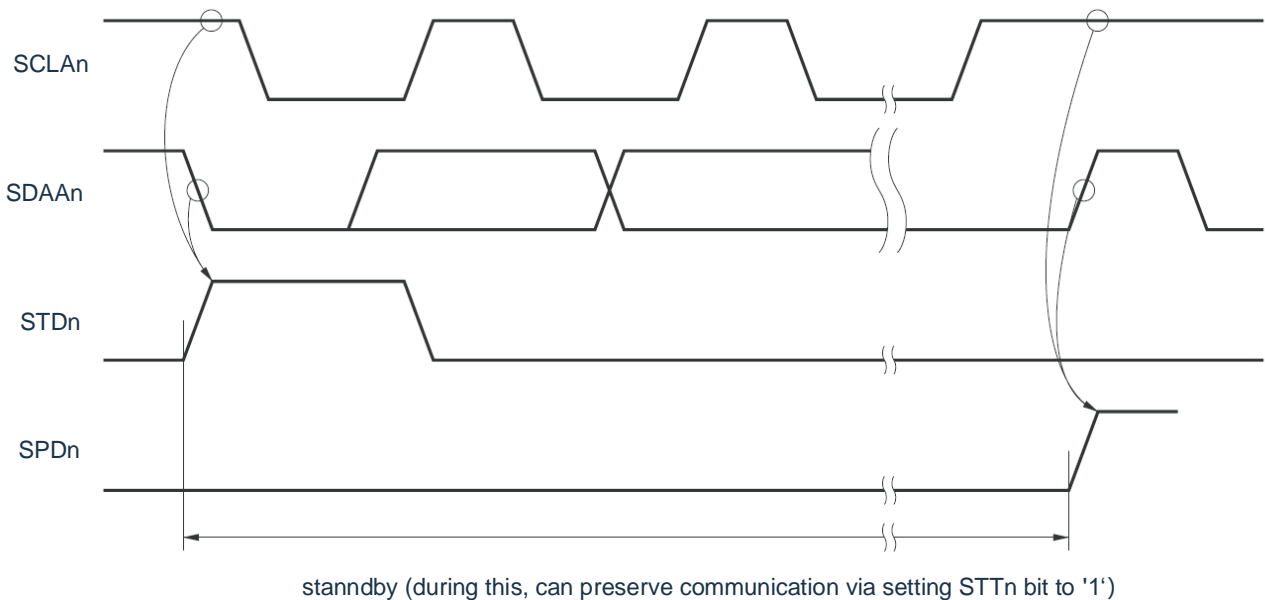 SCLAn
SDAAn
STDn
SPDn
stanndby (during this, can preserve communication via setting STTn bit to '1‘)